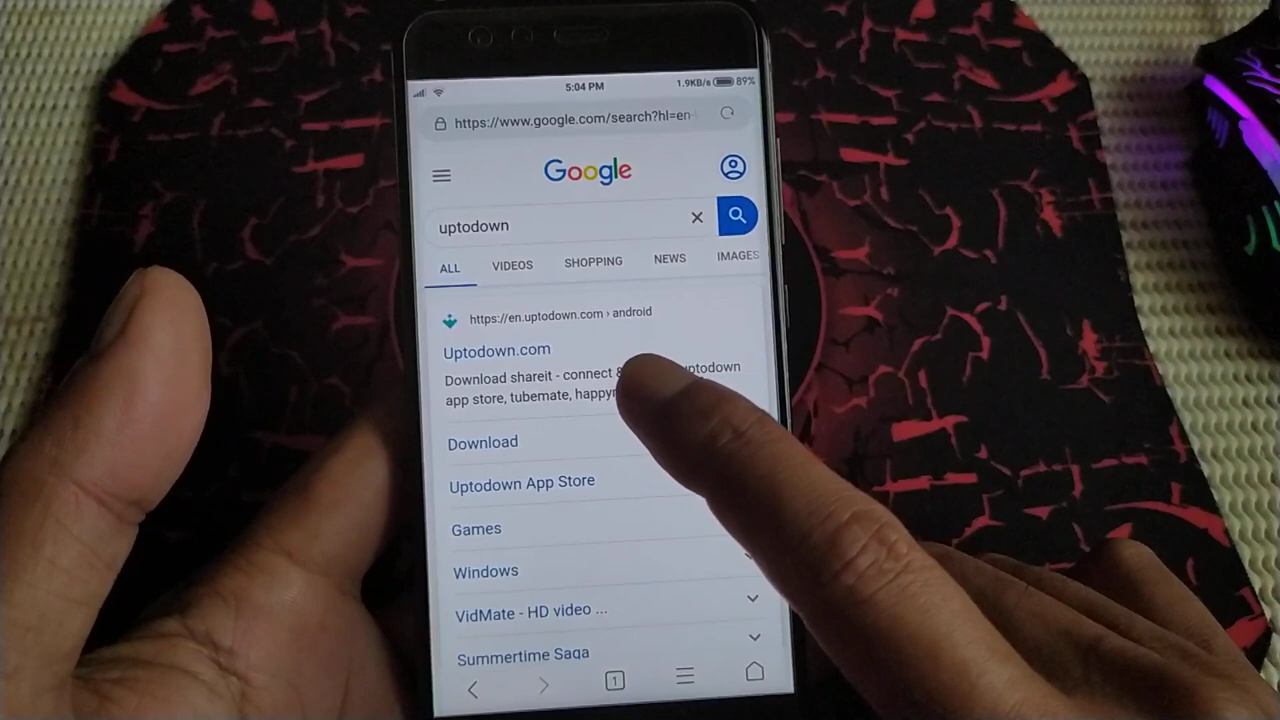 5:04 PM
1.9KB/s 89%
https://www.google.com/search?hl=en
Google
uptodown
ALL VIDEOS SHOPPING NEWS IMAGES
https://en.uptodown.com › android
Uptodown.com
Download shareit - connect & uptodown
app store, tubemate,
Download
Uptodown App Store
Games
Windows
VidMate - HD video ...
Summertime Saga
1